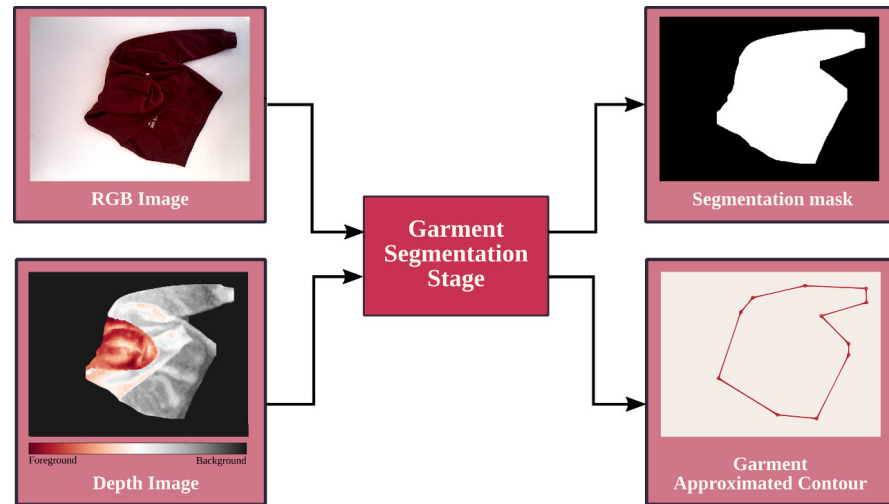 RGB Image
Segmentation mask
Garment
Segmentation
Stage
Foreground
Background
Depth Image
Garment
Approximated Contour